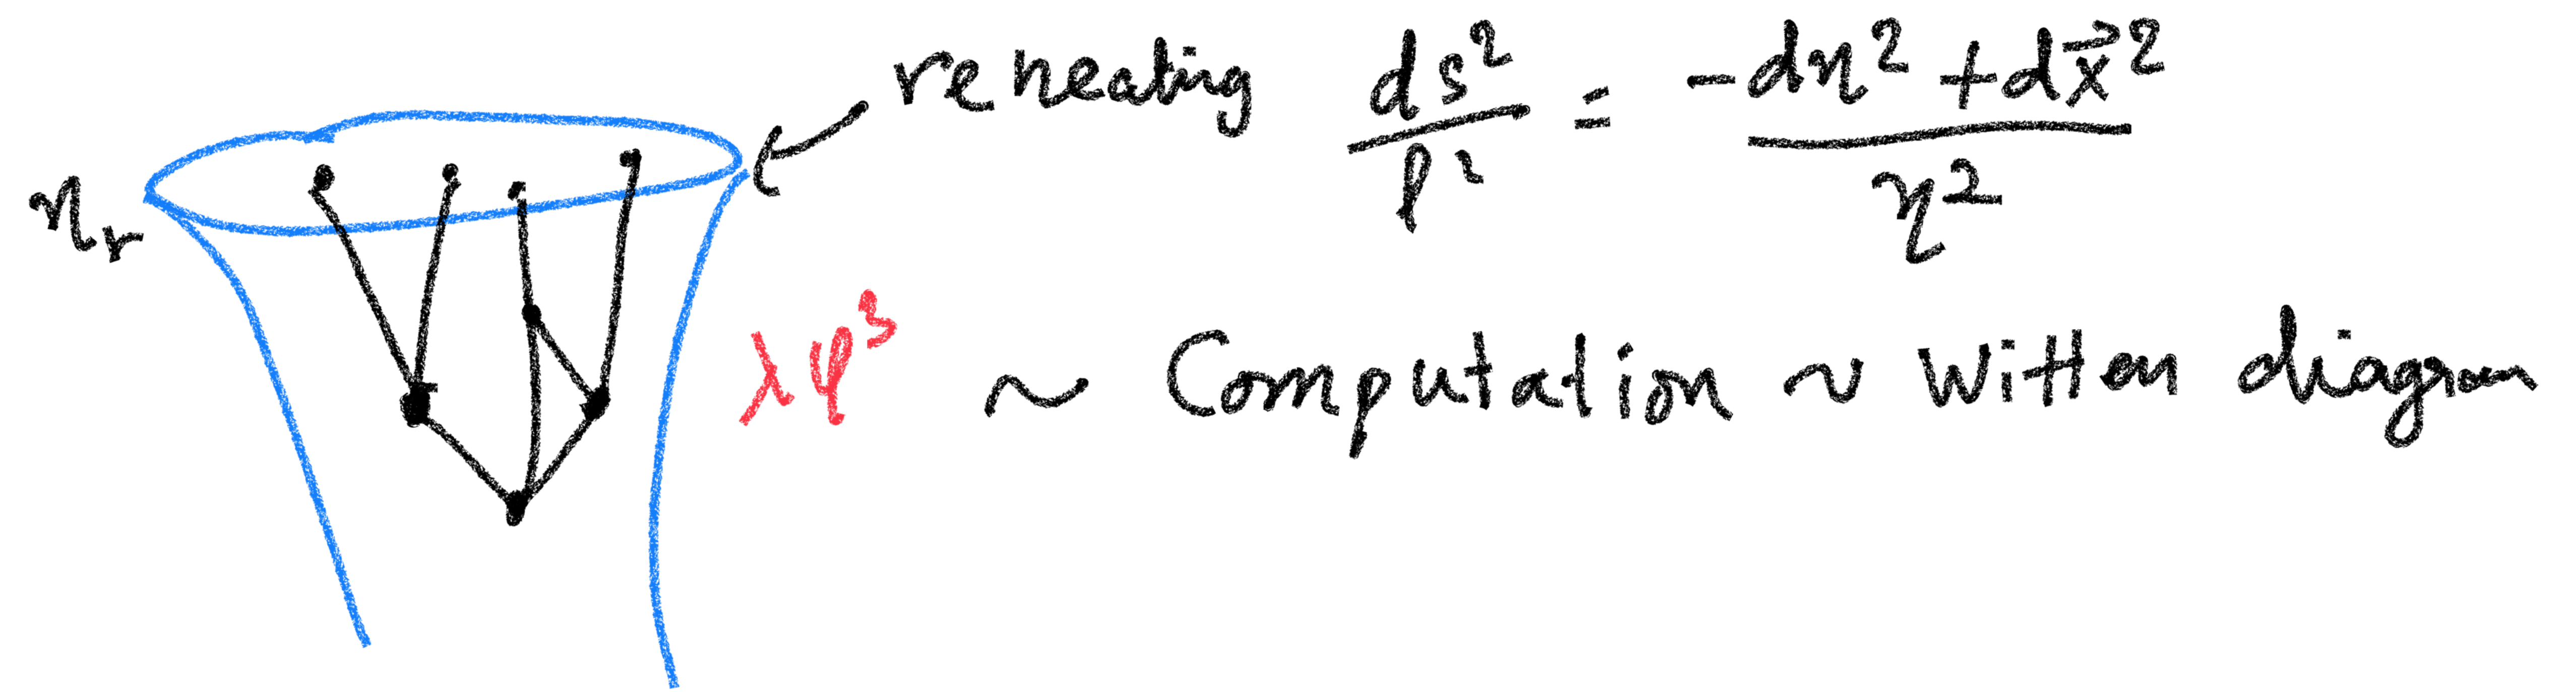 reheating ds²/l² = (-dη² + dx⃗²)/η²
η_r
λφ³ ~ Computation ~ Witten diagram